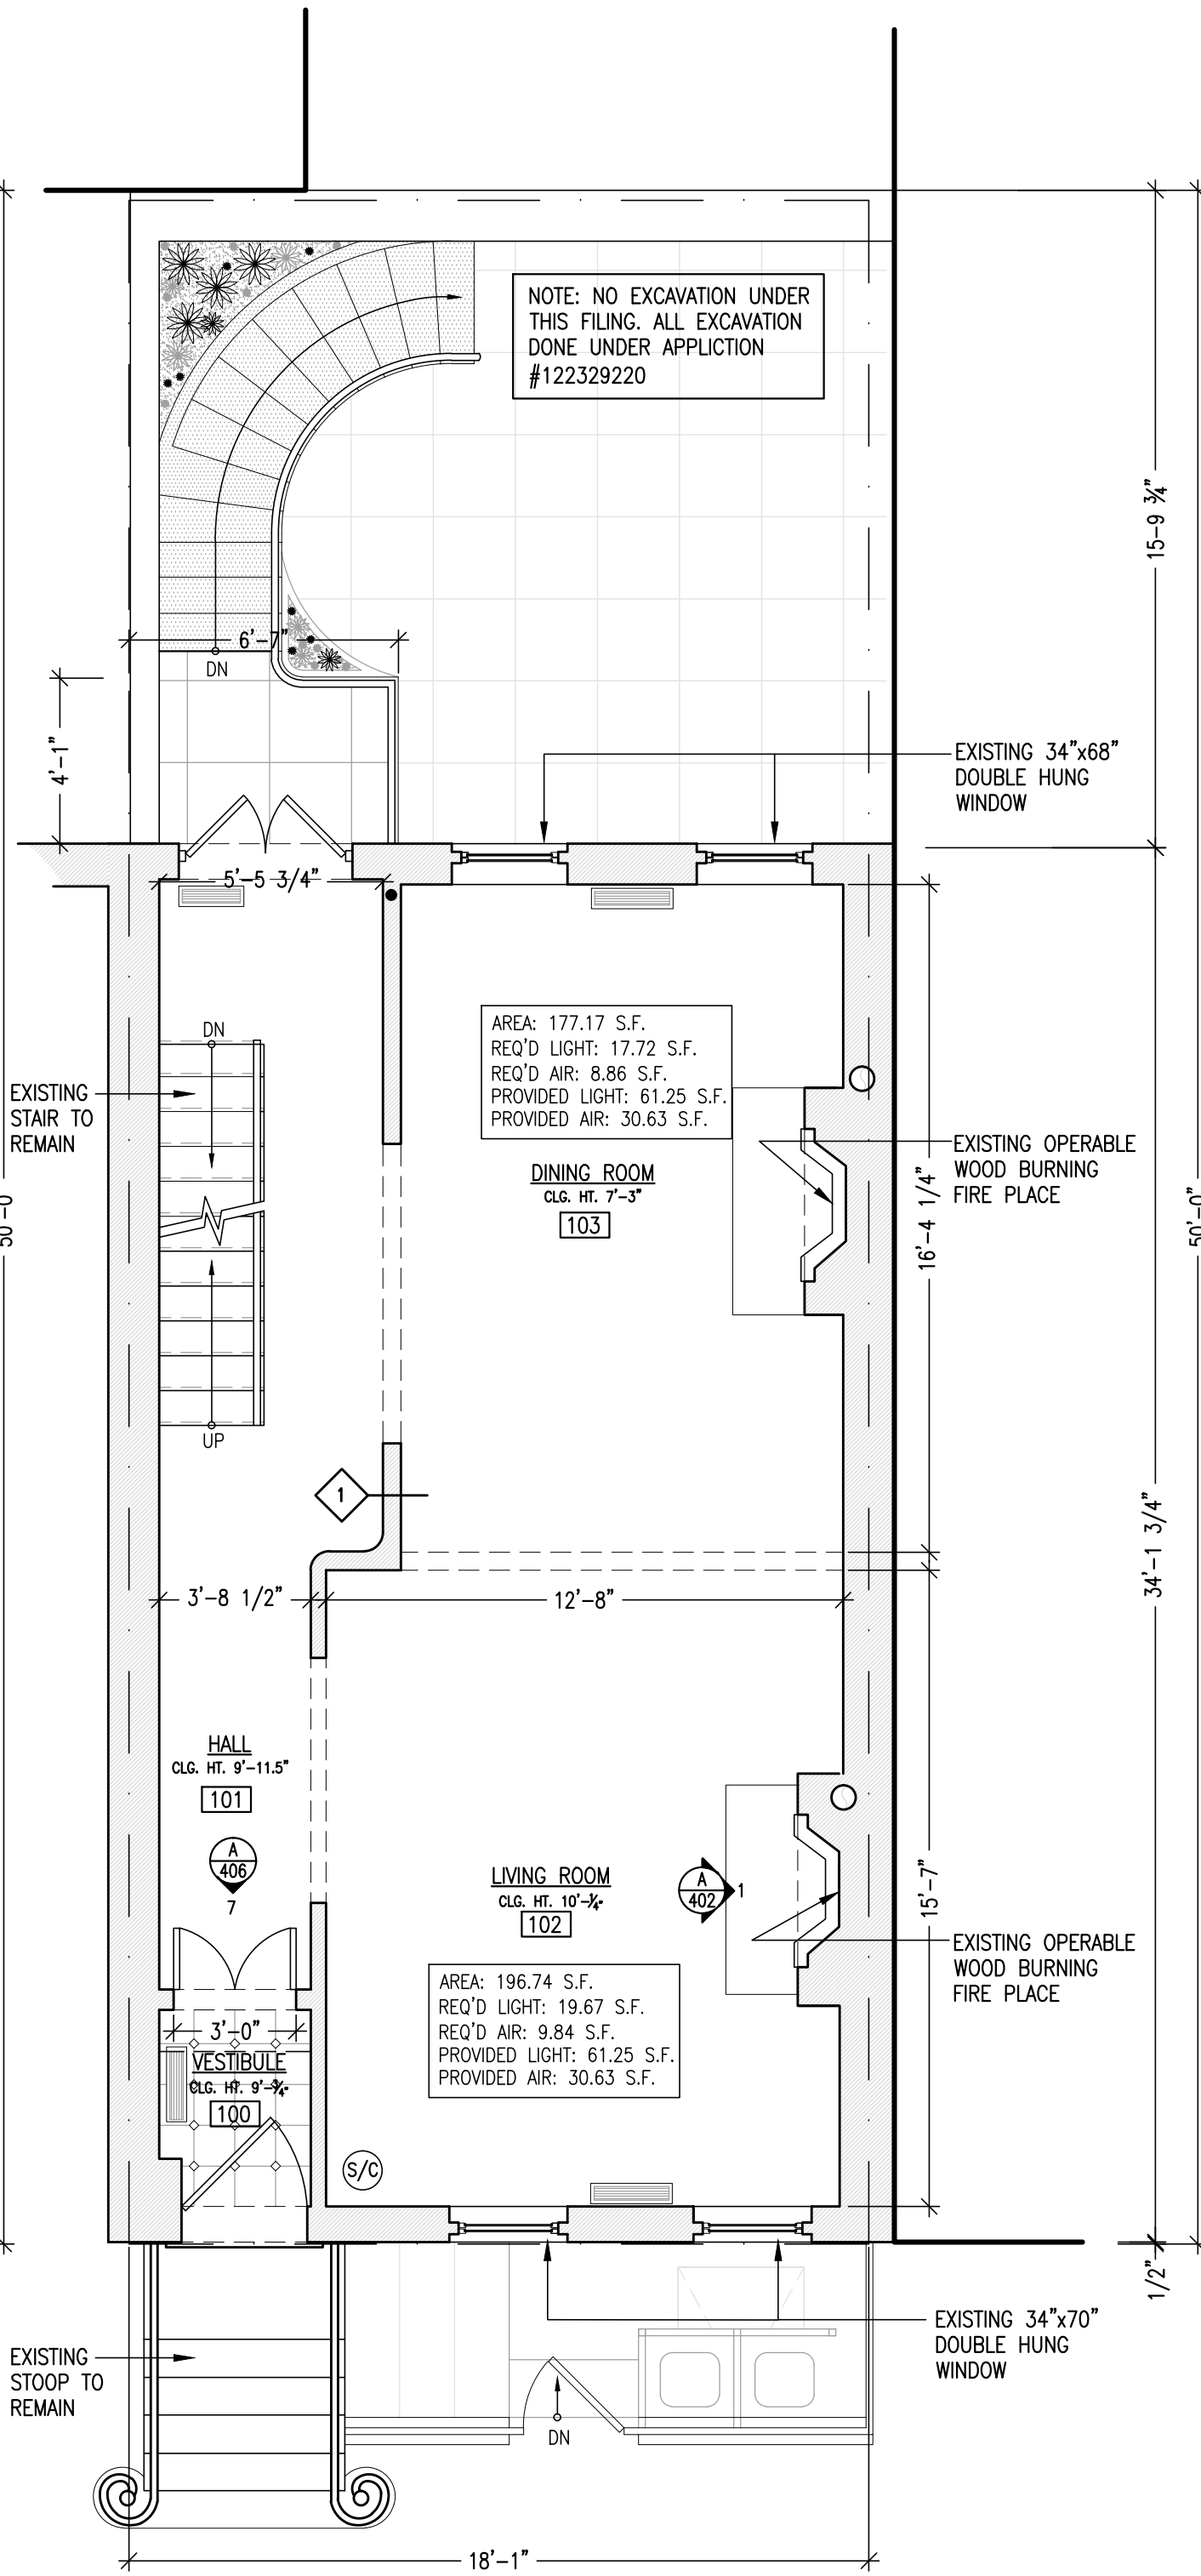 NOTE: NO EXCAVATION UNDER
THIS FILING. ALL EXCAVATION
DONE UNDER APPLICTION
#122329220
15-9 ¾"
6'-7"
DN
4'-1"
EXISTING 34"x68"
DOUBLE HUNG
WINDOW
5'-5 3/4"
AREA: 177.17 S.F.
REQ'D LIGHT: 17.72 S.F.
REQ'D AIR: 8.86 S.F.
PROVIDED LIGHT: 61.25 S.F.
PROVIDED AIR: 30.63 S.F.
DN
EXISTING
STAIR TO
REMAIN
EXISTING OPERABLE
WOOD BURNING
FIRE PLACE
DINING ROOM
CLG. HT. 7'-3"
103
16'-4 1/4"
50'-0"
50'-0"
UP
1
34'-1 3/4"
3'-8 1/2"
12'-8"
HALL
CLG. HT. 9'-11.5"
101
A
406
7
LIVING ROOM
CLG. HT. 10'-¼"
102
A
402
1
15'-7"
EXISTING OPERABLE
WOOD BURNING
FIRE PLACE
AREA: 196.74 S.F.
REQ'D LIGHT: 19.67 S.F.
REQ'D AIR: 9.84 S.F.
PROVIDED LIGHT: 61.25 S.F.
PROVIDED AIR: 30.63 S.F.
3'-0"
VESTIBULE
CLG. HT. 9'-¾"
100
S/C
1/2"
EXISTING 34"x70"
DOUBLE HUNG
WINDOW
EXISTING
STOOP TO
REMAIN
DN
18'-1"